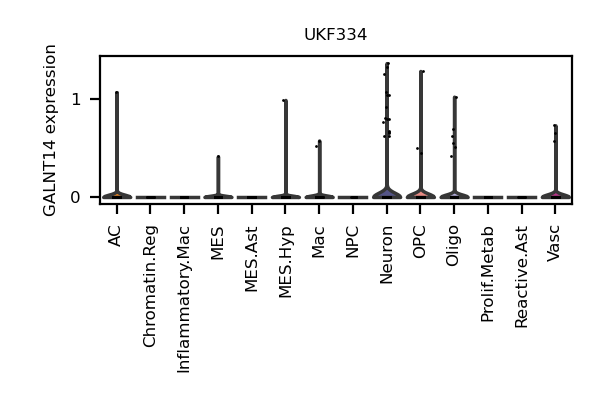 UKF334
GALNT14 expression
1
0
AC
Chromatin.Reg
Inflammatory.Mac
MES
MES.Ast
MES.Hyp
Mac
NPC
Neuron
OPC
Oligo
Prolif.Metab
Reactive.Ast
Vasc